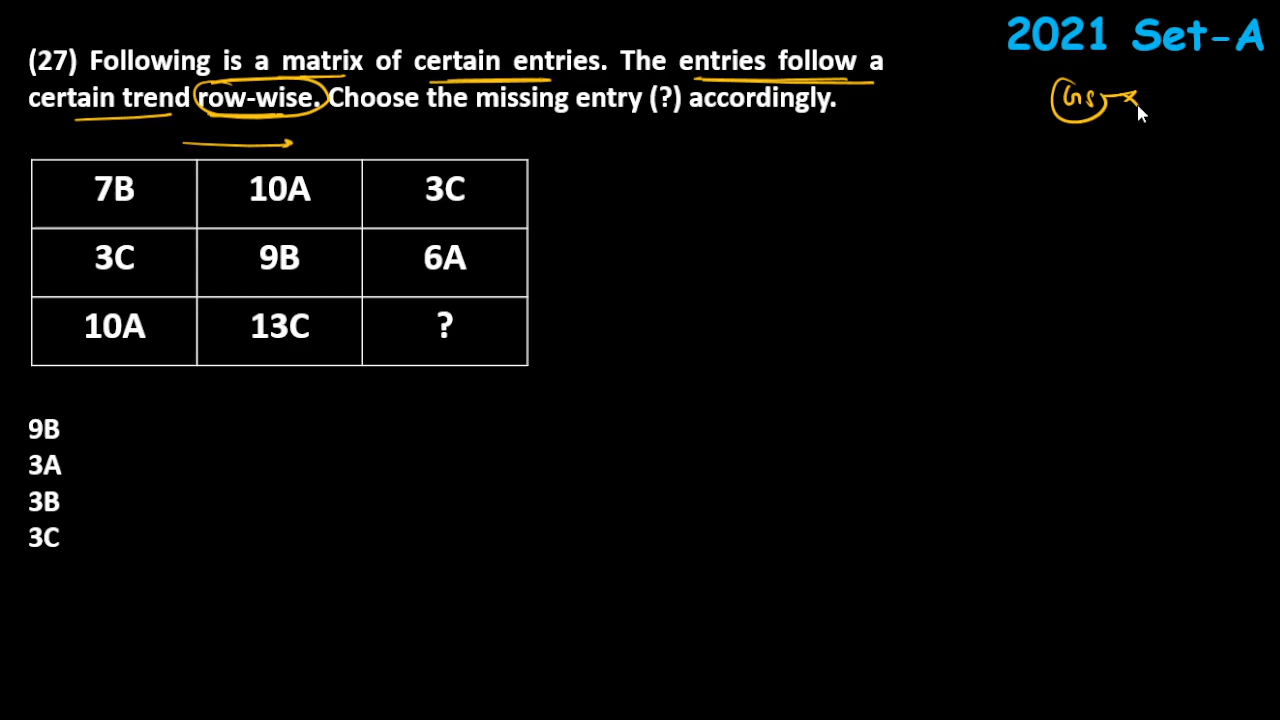 2021 Set-A
(27) Following is a matrix of certain entries. The entries follow a
certain trend row-wise. Choose the missing entry (?) accordingly.
7B 10A 3C
3C 9B 6A
10A 13C ?
9B
3A
3B
3C